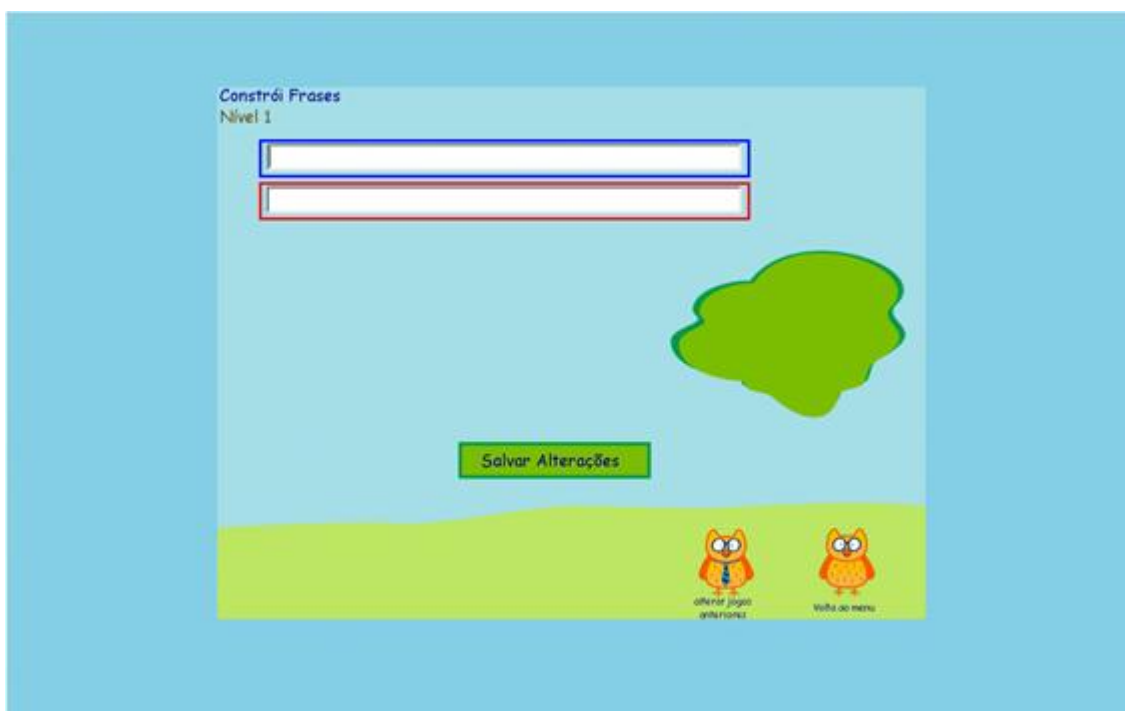 Constrói Frases
Nível 1
Salvar Alterações
alterar jogos
anteriores
Volta ao menu